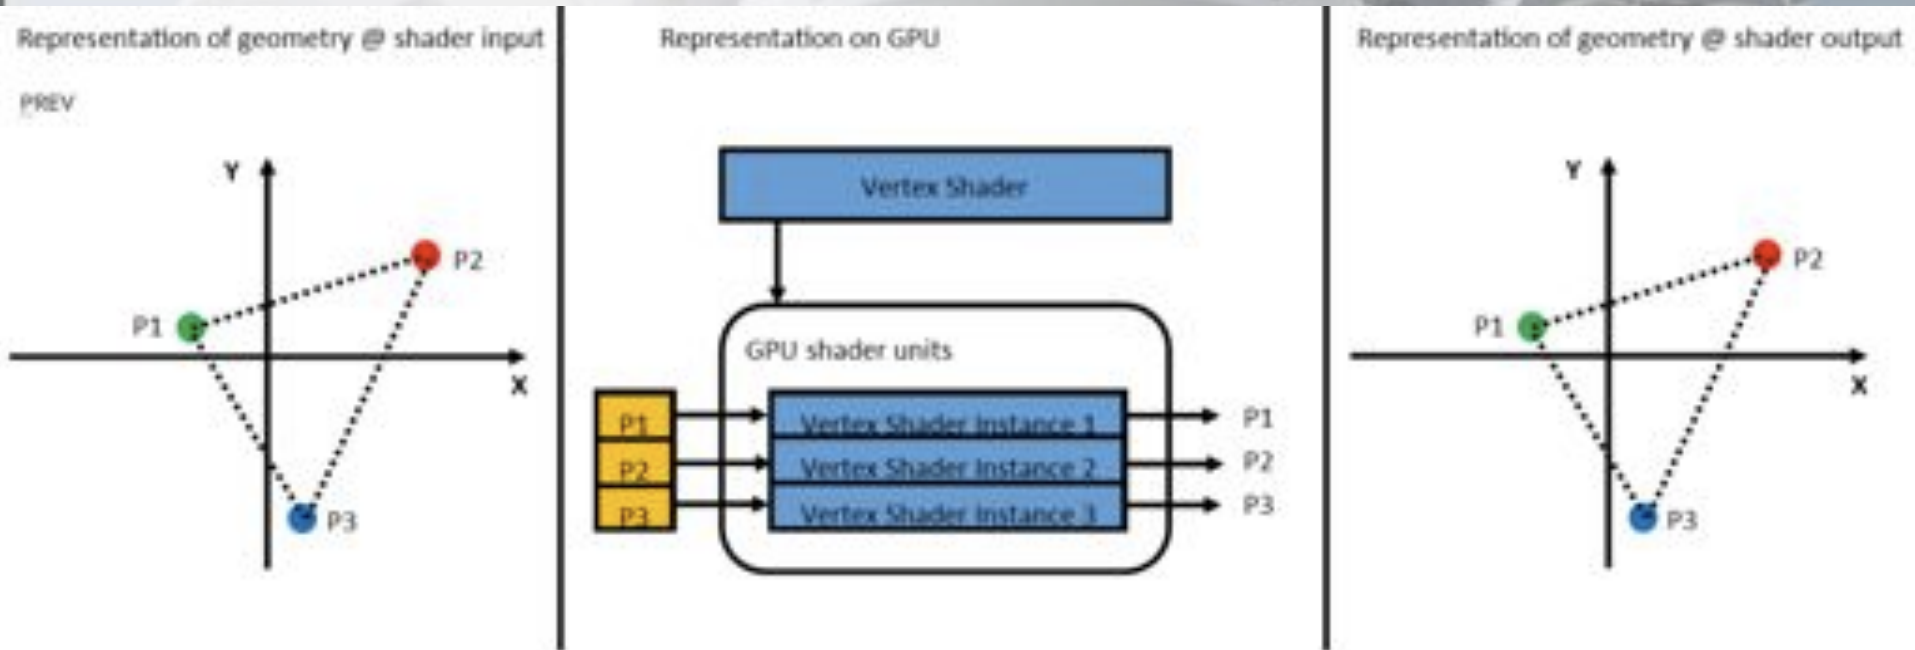 Representation of geometry @ shader input
PREV
Y
P2
P1
X
P3
Representation on GPU
Vertex Shader
GPU shader units
P1
Vertex Shader Instance 1
P1
P2
Vertex Shader Instance 2
P2
P3
Vertex Shader Instance 3
P3
Representation of geometry @ shader output
Y
P2
P1
X
P3